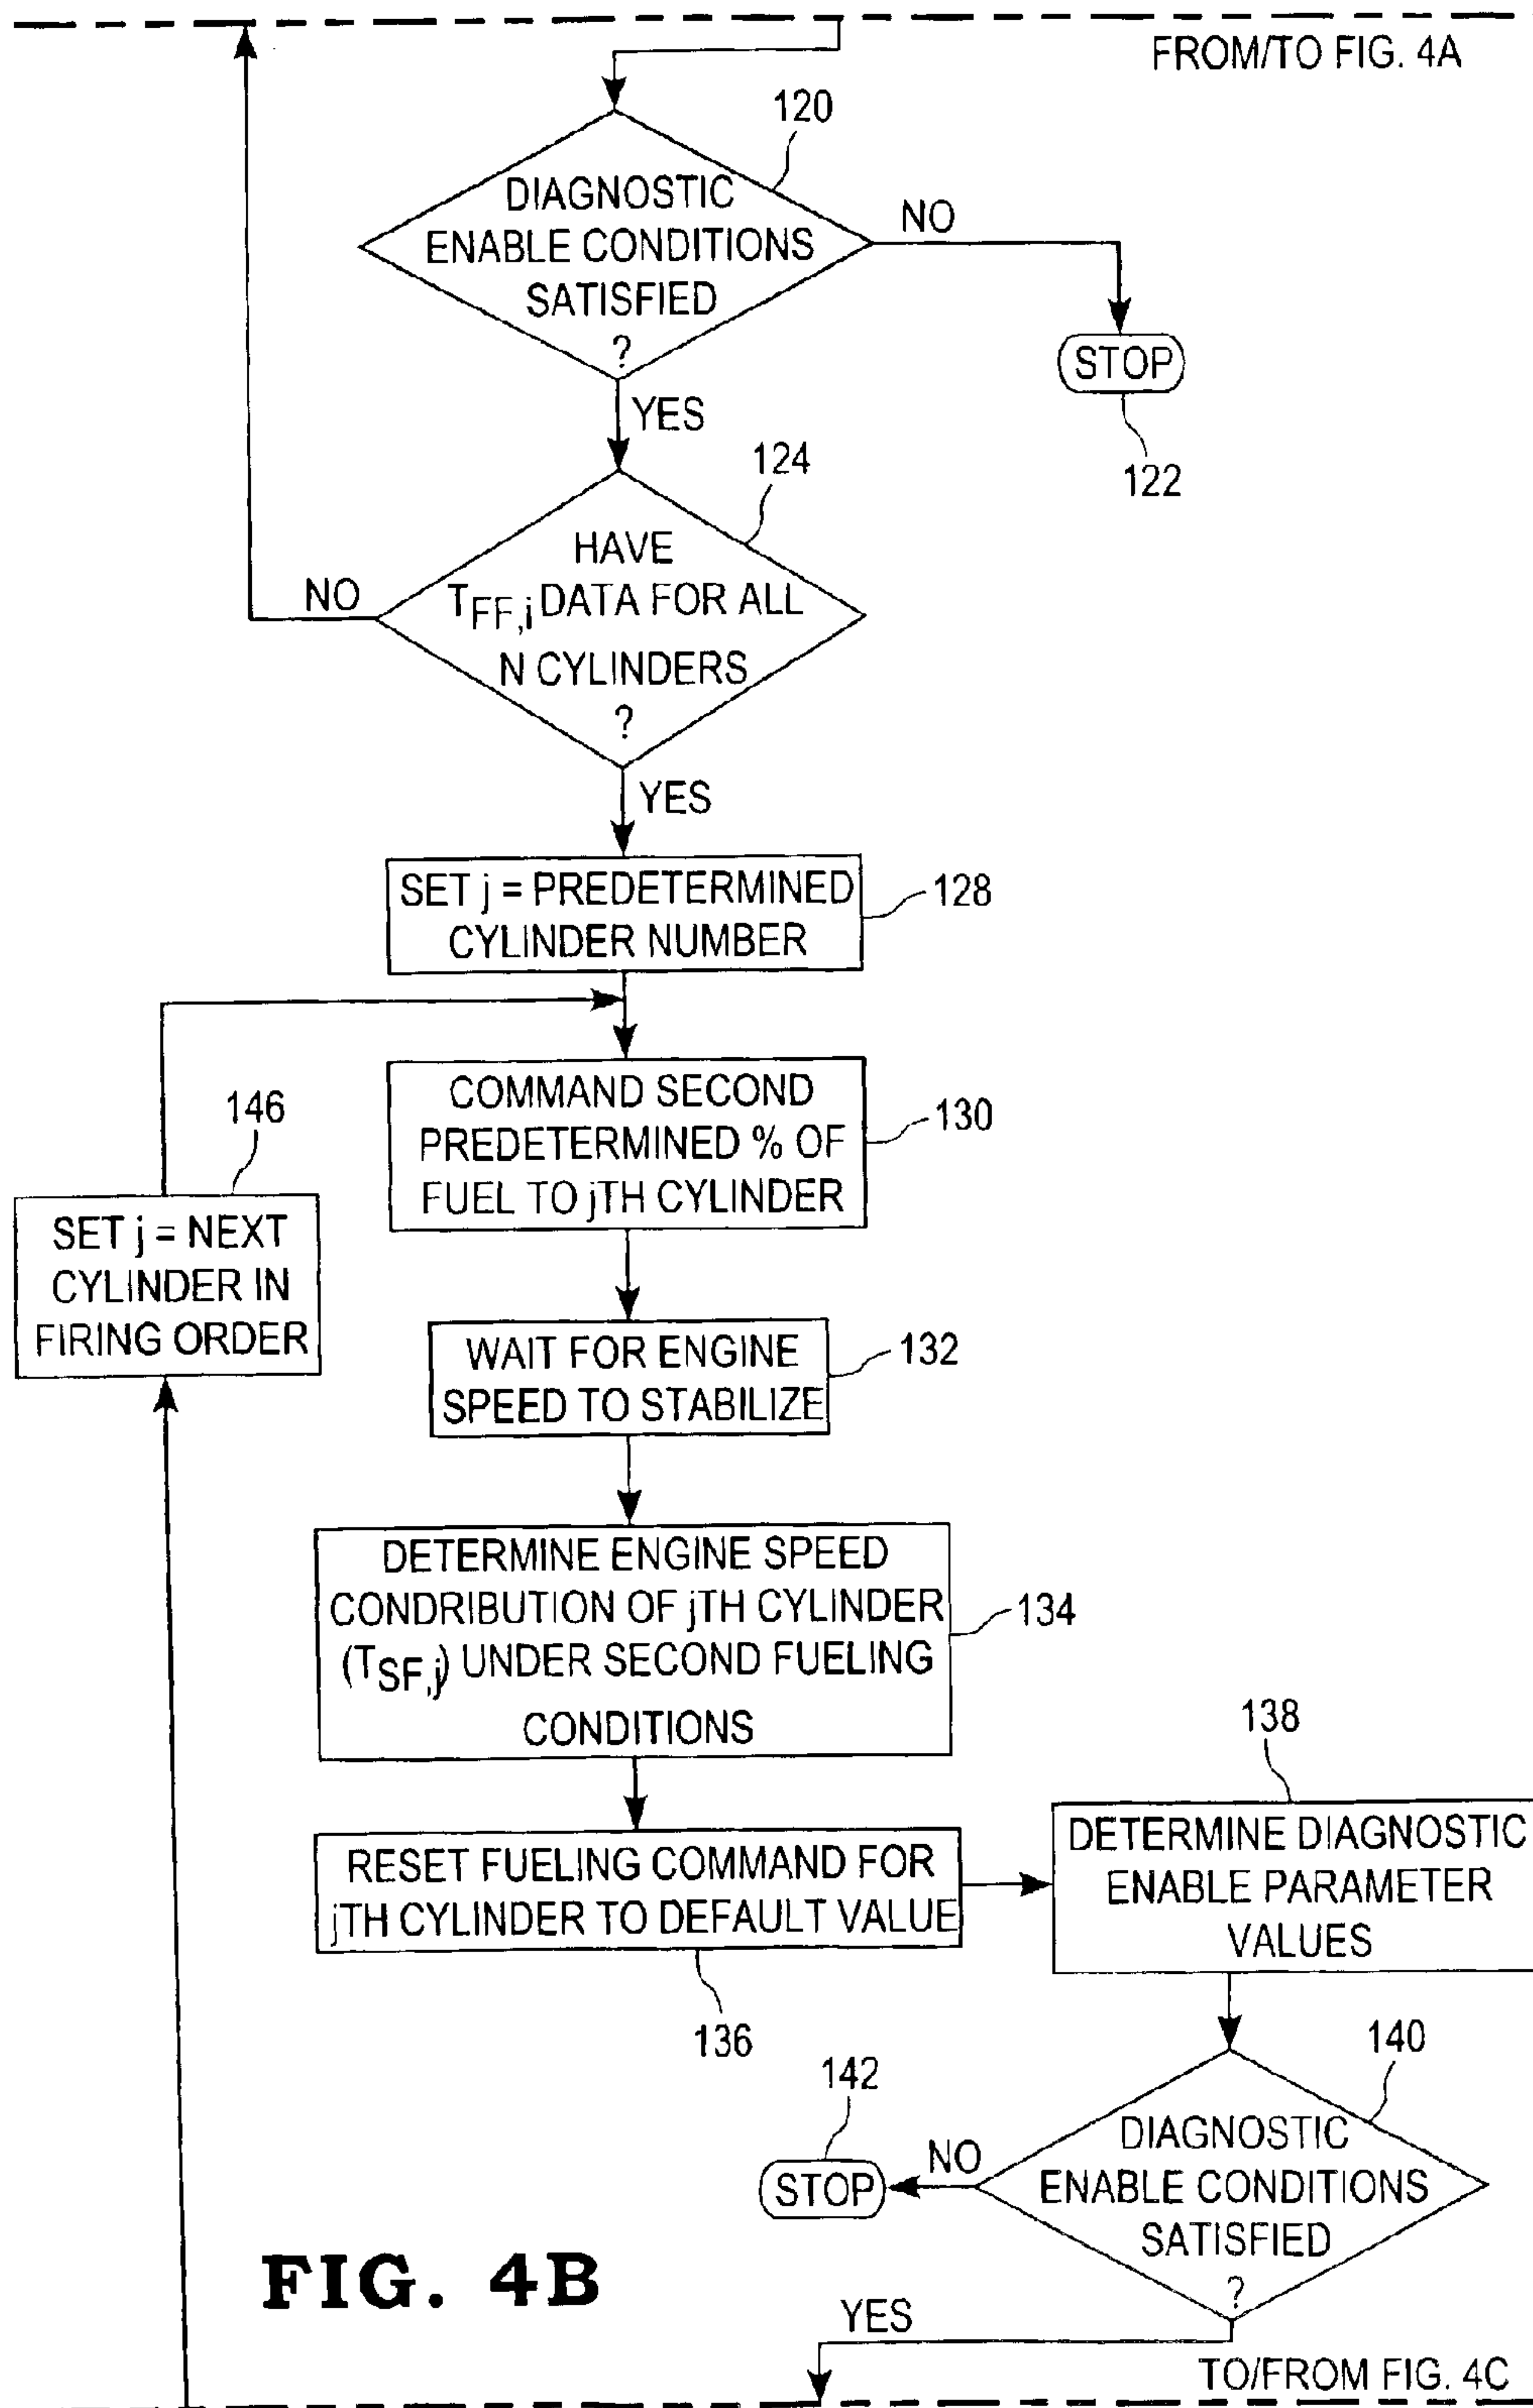 FROM/TO FIG. 4A
120
DIAGNOSTIC
ENABLE CONDITIONS
SATISFIED
?
NO
STOP
122
YES
124
HAVE
TFF,i DATA FOR ALL
N CYLINDERS
?
NO
YES
SET j = PREDETERMINED
CYLINDER NUMBER
128
COMMAND SECOND
PREDETERMINED % OF
FUEL TO jTH CYLINDER
130
146
SET j = NEXT
CYLINDER IN
FIRING ORDER
WAIT FOR ENGINE
SPEED TO STABILIZE
132
DETERMINE ENGINE SPEED
CONDRIBUTION OF jTH CYLINDER
(TSF,j) UNDER SECOND FUELING
CONDITIONS
134
RESET FUELING COMMAND FOR
jTH CYLINDER TO DEFAULT VALUE
136
138
DETERMINE DIAGNOSTIC
ENABLE PARAMETER
VALUES
140
DIAGNOSTIC
ENABLE CONDITIONS
SATISFIED
?
NO
142
STOP
YES
FIG. 4B
TO/FROM FIG. 4C